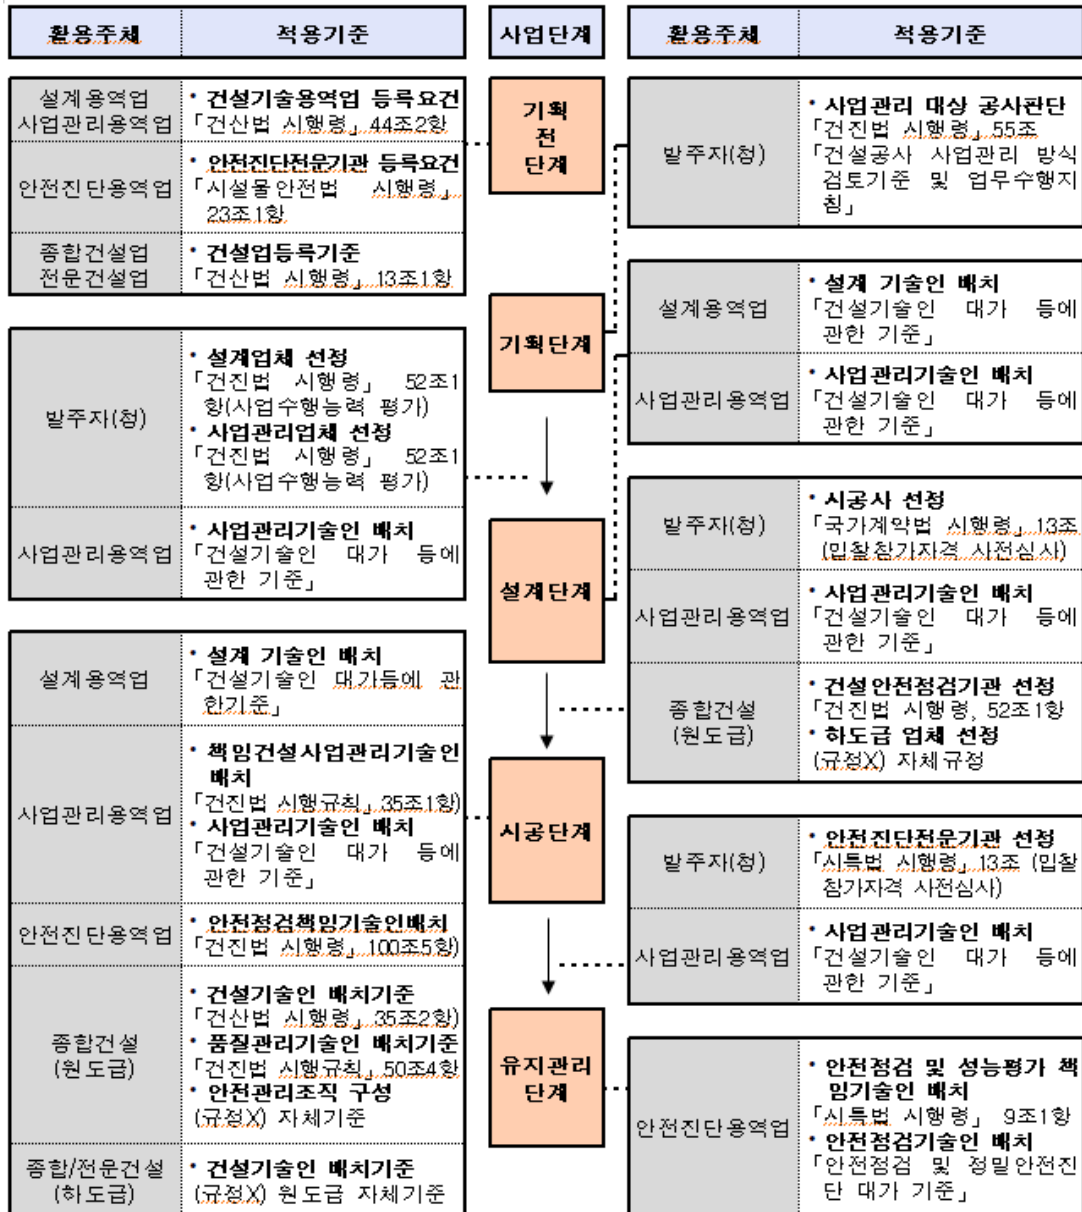 활용주체
적용기준
사업단계
활용주체
적용기준
설계용역업
사업관리용역업
• 건설기술용역업 등록요건
「건산법 시행령」 44조2항
안전진단용역업
• 안전진단전문기관 등록요건
「시설물안전법 시행령」
23조1항
종합건설업
전문건설업
• 건설업등록기준
「건산법 시행령」 13조1항
발주자(청)
• 설계업체 선정
「건진법 시행령」 52조1
항(사업수행능력 평가)
• 사업관리업체 선정
「건진법 시행령」 52조1
항(사업수행능력 평가)
사업관리용역업
• 사업관리기술인 배치
「건설기술인 대가 등에
관한 기준」
설계용역업
• 설계 기술인 배치
「건설기술인 대가등에 관
한기준」
사업관리용역업
• 책임건설사업관리기술인
배치
「건진법 시행규칙」 35조1항)
• 사업관리기술인 배치
「건설기술인 대가 등에
관한 기준」
안전진단용역업
• 안전점검책임기술인배치
「건진법 시행령」 100조5항)
종합건설
(원도급)
• 건설기술인 배치기준
「건산법 시행령」 35조2항)
• 품질관리기술인 배치기준
「건진법 시행규칙」 50조4항
• 안전관리조직 구성
(규정X) 자체기준
종합/전문건설
(하도급)
• 건설기술인 배치기준
(규정X) 원도급 자체기준
기획
전
단계
기획단계
설계단계
시공단계
유지관리
단계
발주자(청)
• 사업관리 대상 공사판단
「건진법 시행령」 55조
「건설공사 사업관리 방식
검토기준 및 업무수행지
침」
설계용역업
• 설계 기술인 배치
「건설기술인 대가 등에
관한 기준」
사업관리용역업
• 사업관리기술인 배치
「건설기술인 대가 등에
관한 기준」
발주자(청)
• 시공사 선정
「국가계약법 시행령」 13조
(입찰참가자격 사전심사)
사업관리용역업
• 사업관리기술인 배치
「건설기술인 대가 등에
관한 기준」
종합건설
(원도급)
• 건설안전점검기관 선정
「건진법 시행령, 52조1항
• 하도급 업체 선정
(규정X) 자체규정
발주자(청)
• 안전진단전문기관 선정
「시특법 시행령」 13조 (입찰
참가자격 사전심사)
사업관리용역업
• 사업관리기술인 배치
「건설기술인 대가 등에
관한 기준」
안전진단용역업
• 안전점검 및 성능평가 책
임기술인 배치
「시특법 시행령」 9조1항
• 안전점검기술인 배치
「안전점검 및 정밀안전진
단 대가 기준」